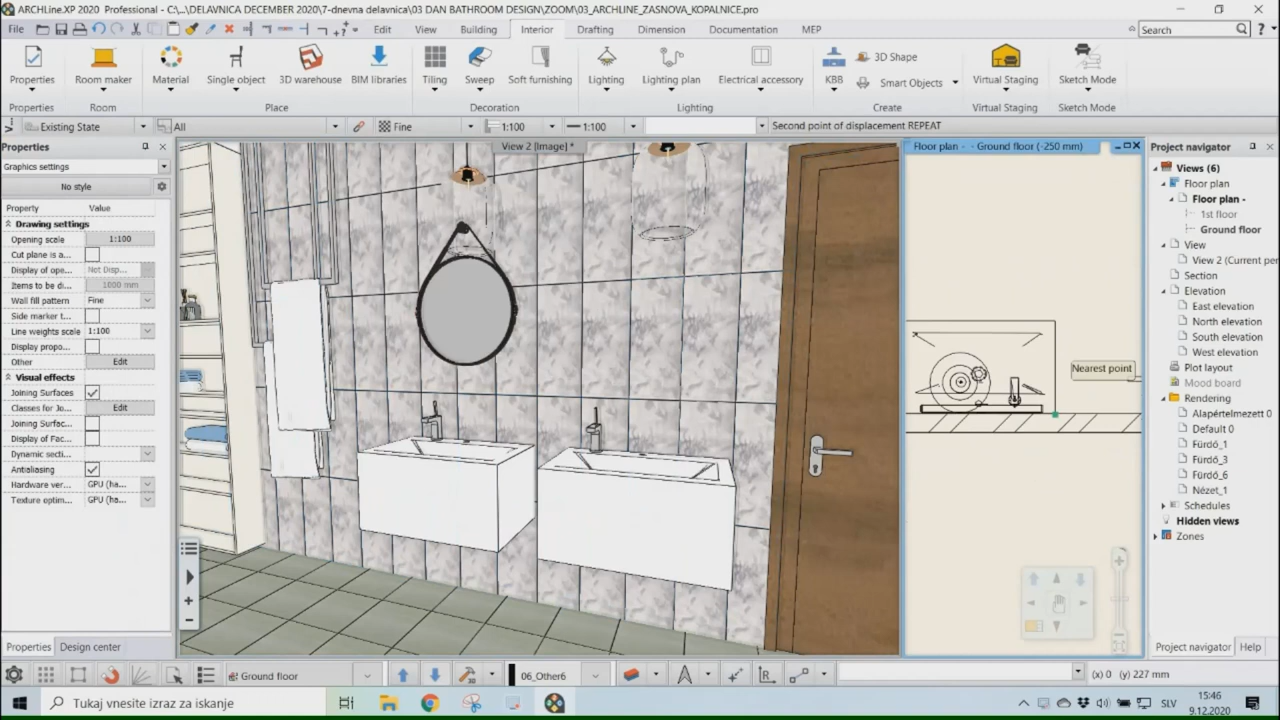 ARCHLine.XP 2020 Professional - C:\...\DELAVNICA DECEMBER 2020\7-dnevna delavnica\03 DAN BATHROOM DESIGN\ZOOM\03_ARCHLINE_ZASNOVA_KOPALNICE.pro
File Edit View Building Interior Drafting Dimension Documentation MEP Search
Properties Room maker Material Single object 3D warehouse BIM libraries Tiling Sweep Soft furnishing Lighting Lighting plan Electrical accessory KBB 3D Shape Smart Objects Virtual Staging Sketch Mode
Properties Room Place Decoration Lighting Create Virtual Staging Sketch Mode
Existing State All Fine 1:100 1:100 Second point of displacement REPEAT
Properties
Graphics settings
No style
Property Value
Drawing settings
Opening scale 1:100
Cut plane is a...
Display of ope... Not Disp...
Items to be di... 1000 mm
Wall fill pattern Fine
Side marker t...
Line weights scale 1:100
Display propo...
Other Edit
Visual effects
Joining Surfaces
Classes for Jo... Edit
Joining Surfac...
Display of Fac...
Dynamic secti...
Antialiasing
Hardware ver... GPU (ha...
Texture optim... GPU (ha...
Properties Design center
View 2 [Image] *
Floor plan - - Ground floor (-250 mm)
Nearest point
Project navigator
Views (6)
Floor plan
Floor plan -
1st floor
Ground floor
View
View 2 (Current per
Section
Elevation
East elevation
North elevation
South elevation
West elevation
Plot layout
Mood board
Rendering
Alapértelmezett 0
Default 0
Fürdő_1
Fürdő_3
Fürdő_6
Nézet_1
Schedules
Hidden views
Zones
Project navigator Help
Ground floor 06_Other6 (x) 0 (y) 227 mm
Tukaj vnesite izraz za iskanje SLV 15:46
9.12.2020